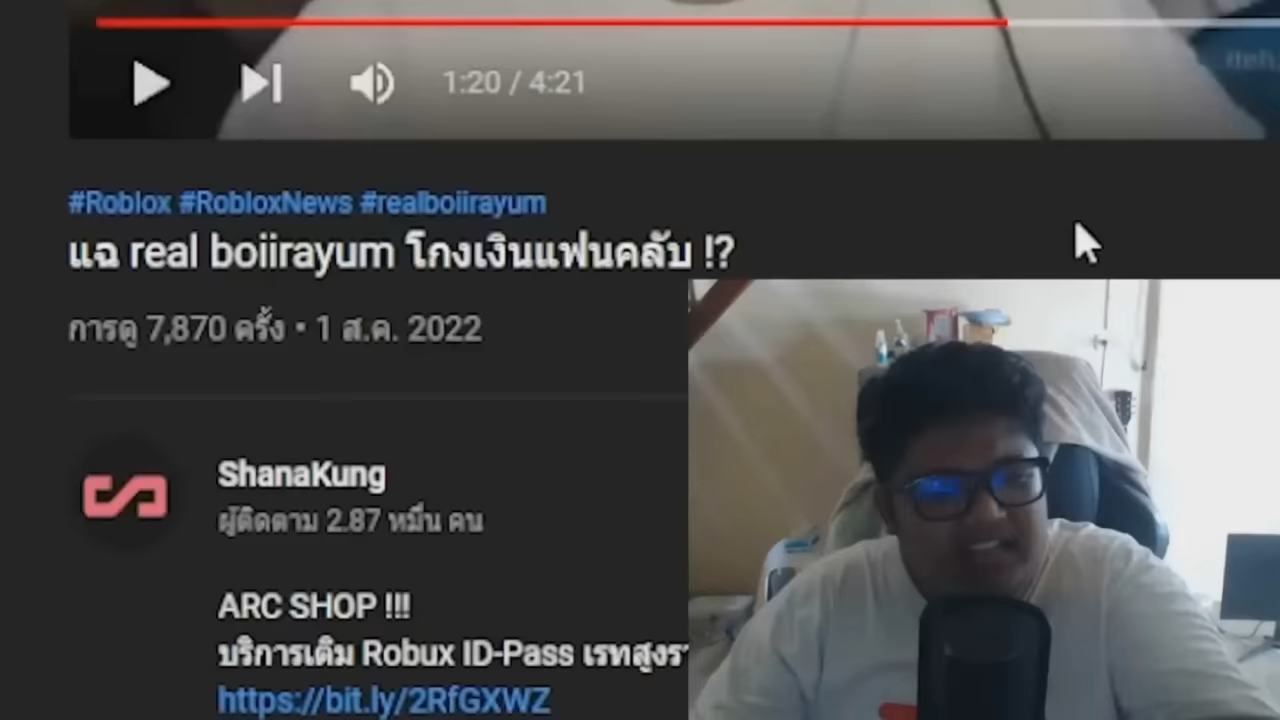 1:20 / 4:21
#Roblox #RobloxNews #realboiirayum
แฉ real boiirayum โกงเงินแฟนคลับ !?
การดู 7,870 ครั้ง • 1 ส.ค. 2022
ShanaKung
ผู้ติดตาม 2.87 หมื่น คน
ARC SHOP !!!
บริการเติม Robux ID-Pass เรทสูงรา
https://bit.ly/2RfGXWZ